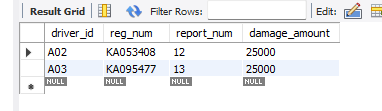 Result Grid Filter Rows: Edit:
driver_id reg_num report_num damage_amount
A02 KA053408 12 25000
A03 KA095477 13 25000
NULL NULL NULL NULL